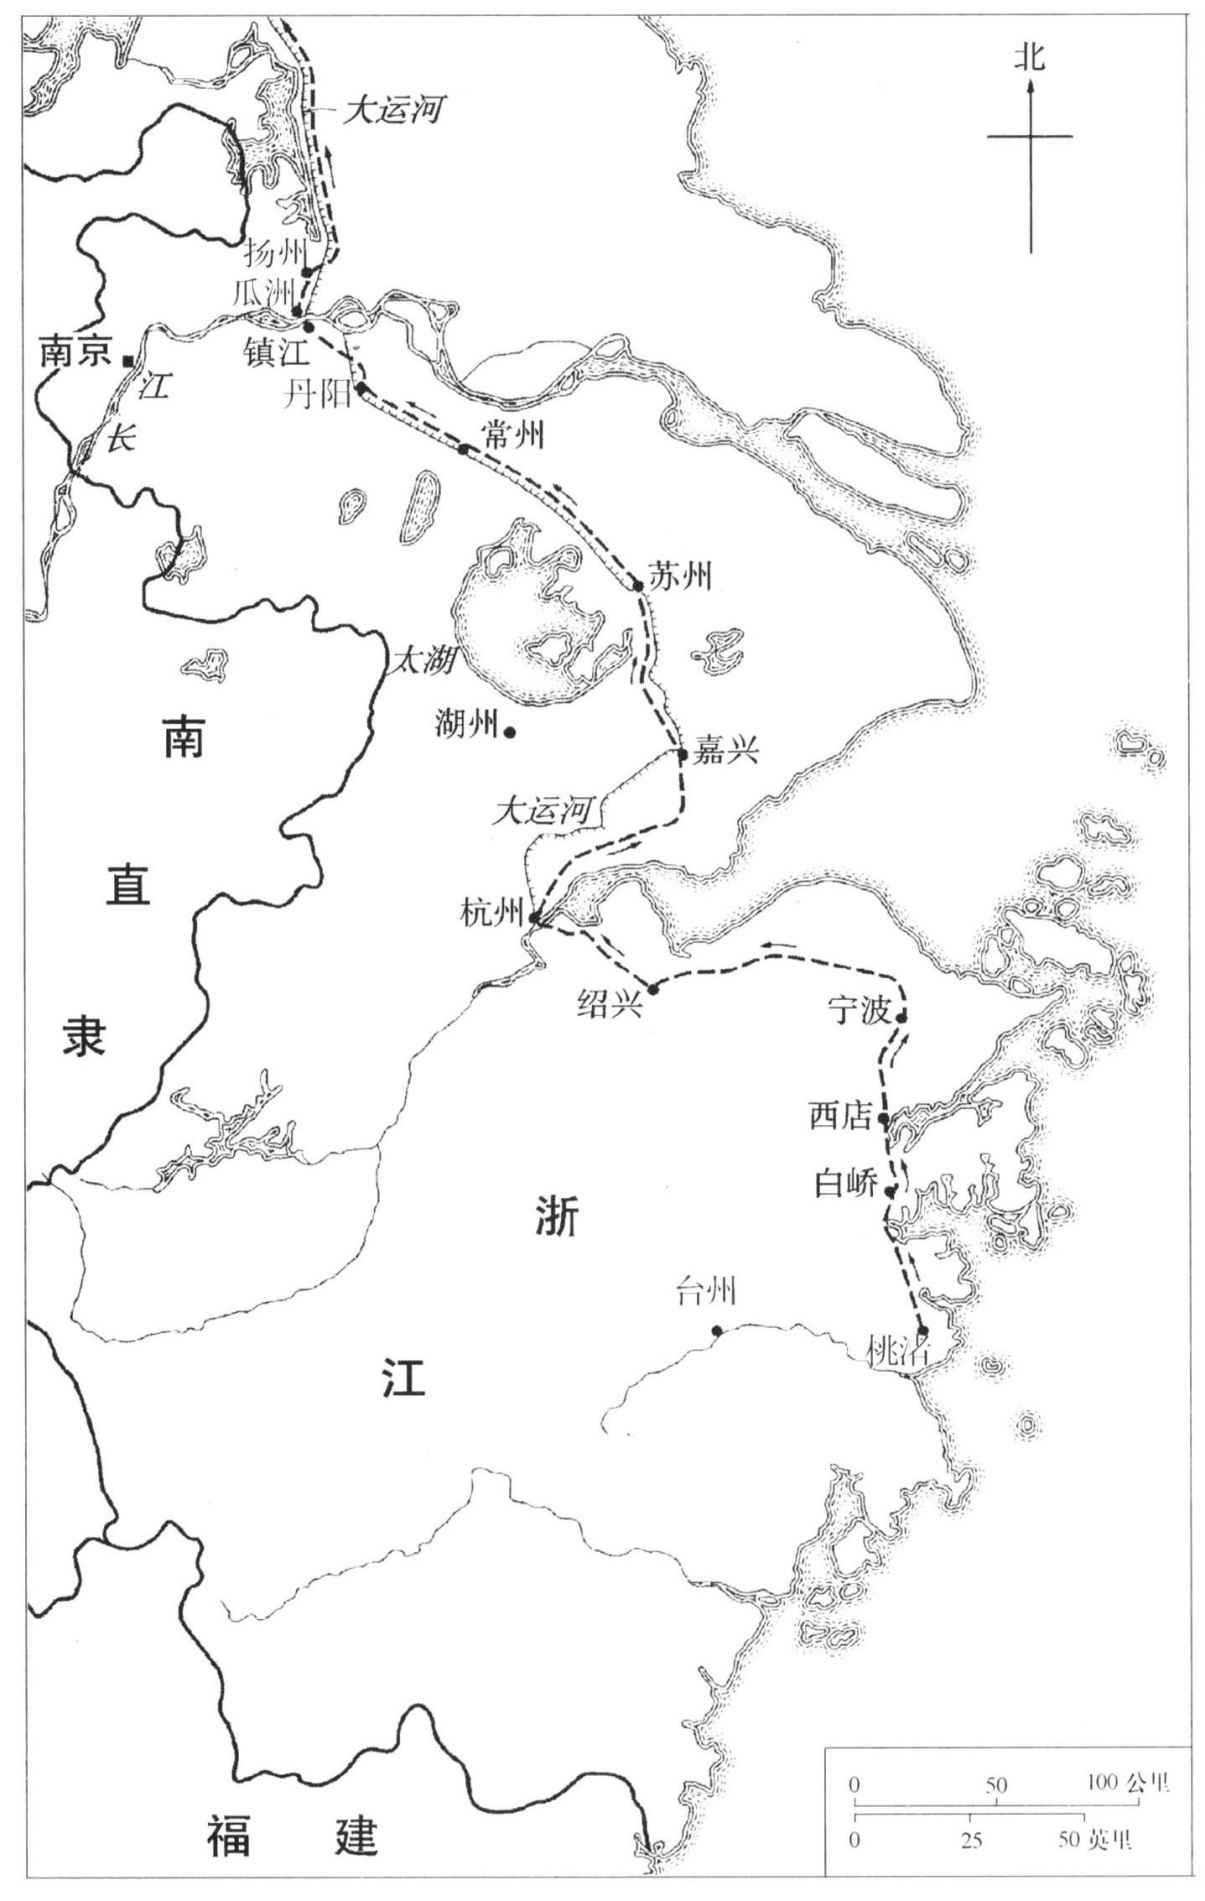 北
大运河
扬州
瓜洲
南京
镇江
江
丹阳
长
常州
苏州
太湖
湖州
南
嘉兴
大运河
直
杭州
绍兴
宁波
隶
西店
白峤
浙
台州
桃渚
江
0 50 100 公里
0 25 50 英里
福 建